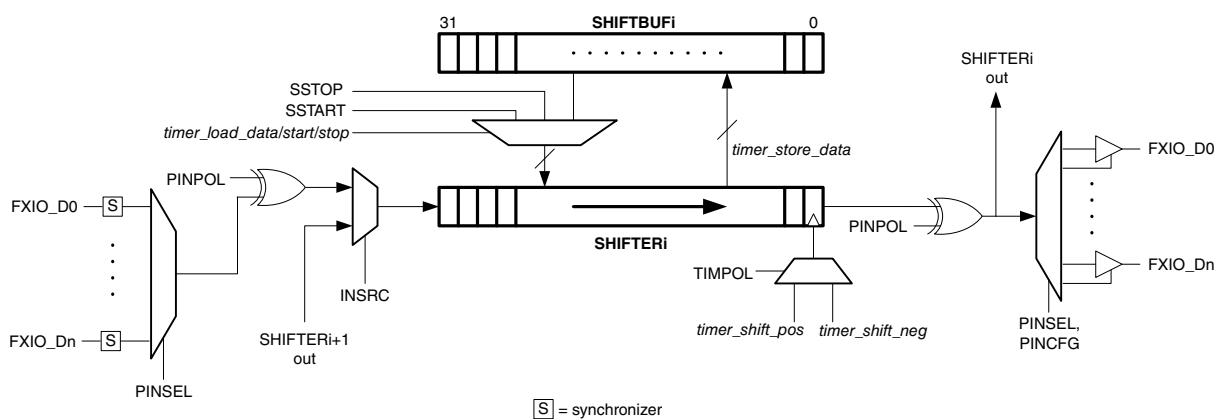 31 SHIFTBUFi 0
SSTOP
SSTART
timer_load_data/start/stop
timer_store_data
SHIFTERi
out
FXIO_D0
S
PINPOL
FXIO_Dn
S
PINSEL
INSRC
SHIFTERi+1
out
SHIFTERi
TIMPOL
timer_shift_pos
timer_shift_neg
PINPOL
FXIO_D0
FXIO_Dn
PINSEL,
PINCFG
S = synchronizer